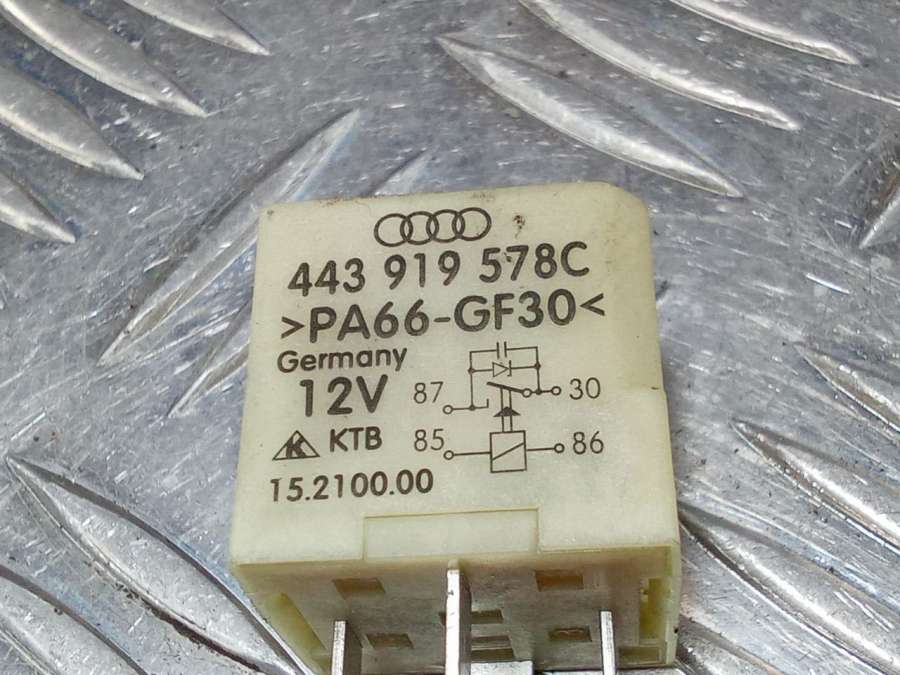 443 919 578C
>PA66-GF30<
Germany
12V
87 30
K KTB
85 86
15.2100.00